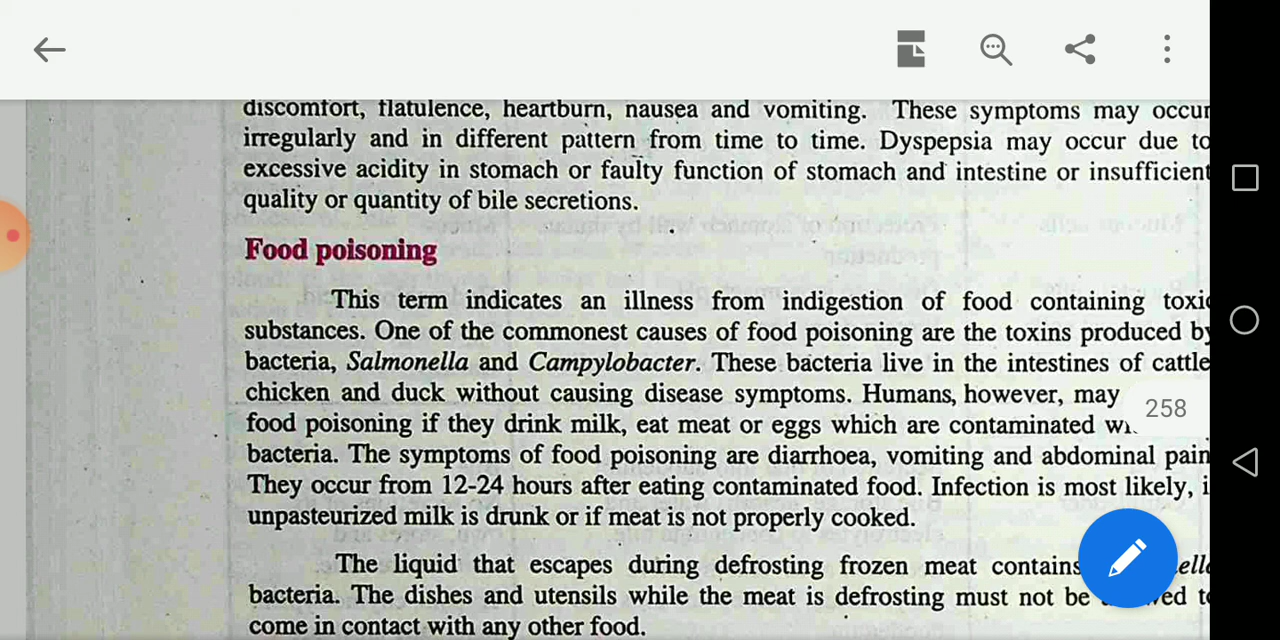 discomfort, flatulence, heartburn, nausea and vomiting. These symptoms may occur
irregularly and in different pattern from time to time. Dyspepsia may occur due to
excessive acidity in stomach or faulty function of stomach and intestine or insufficient
quality or quantity of bile secretions.
Food poisoning
This term indicates an illness from indigestion of food containing
substances. One of the commonest causes of food poisoning are the toxins produced
bacteria, Salmonella and Campylobacter. These bacteria live in the intestines of cattle
chicken and duck without causing disease symptoms. Humans, however, may
258
food poisoning if they drink milk, eat meat or eggs which are contaminated
bacteria. The symptoms of food poisoning are diarrhoea, vomiting and abdominal pain
They occur from 12-24 hours after eating contaminated food. Infection is most likely,
unpasteurized milk is drunk or if meat is not properly cooked.
The liquid that escapes during defrosting frozen meat contains
bacteria. The dishes and utensils while the meat is defrosting must not be
come in contact with any other food.